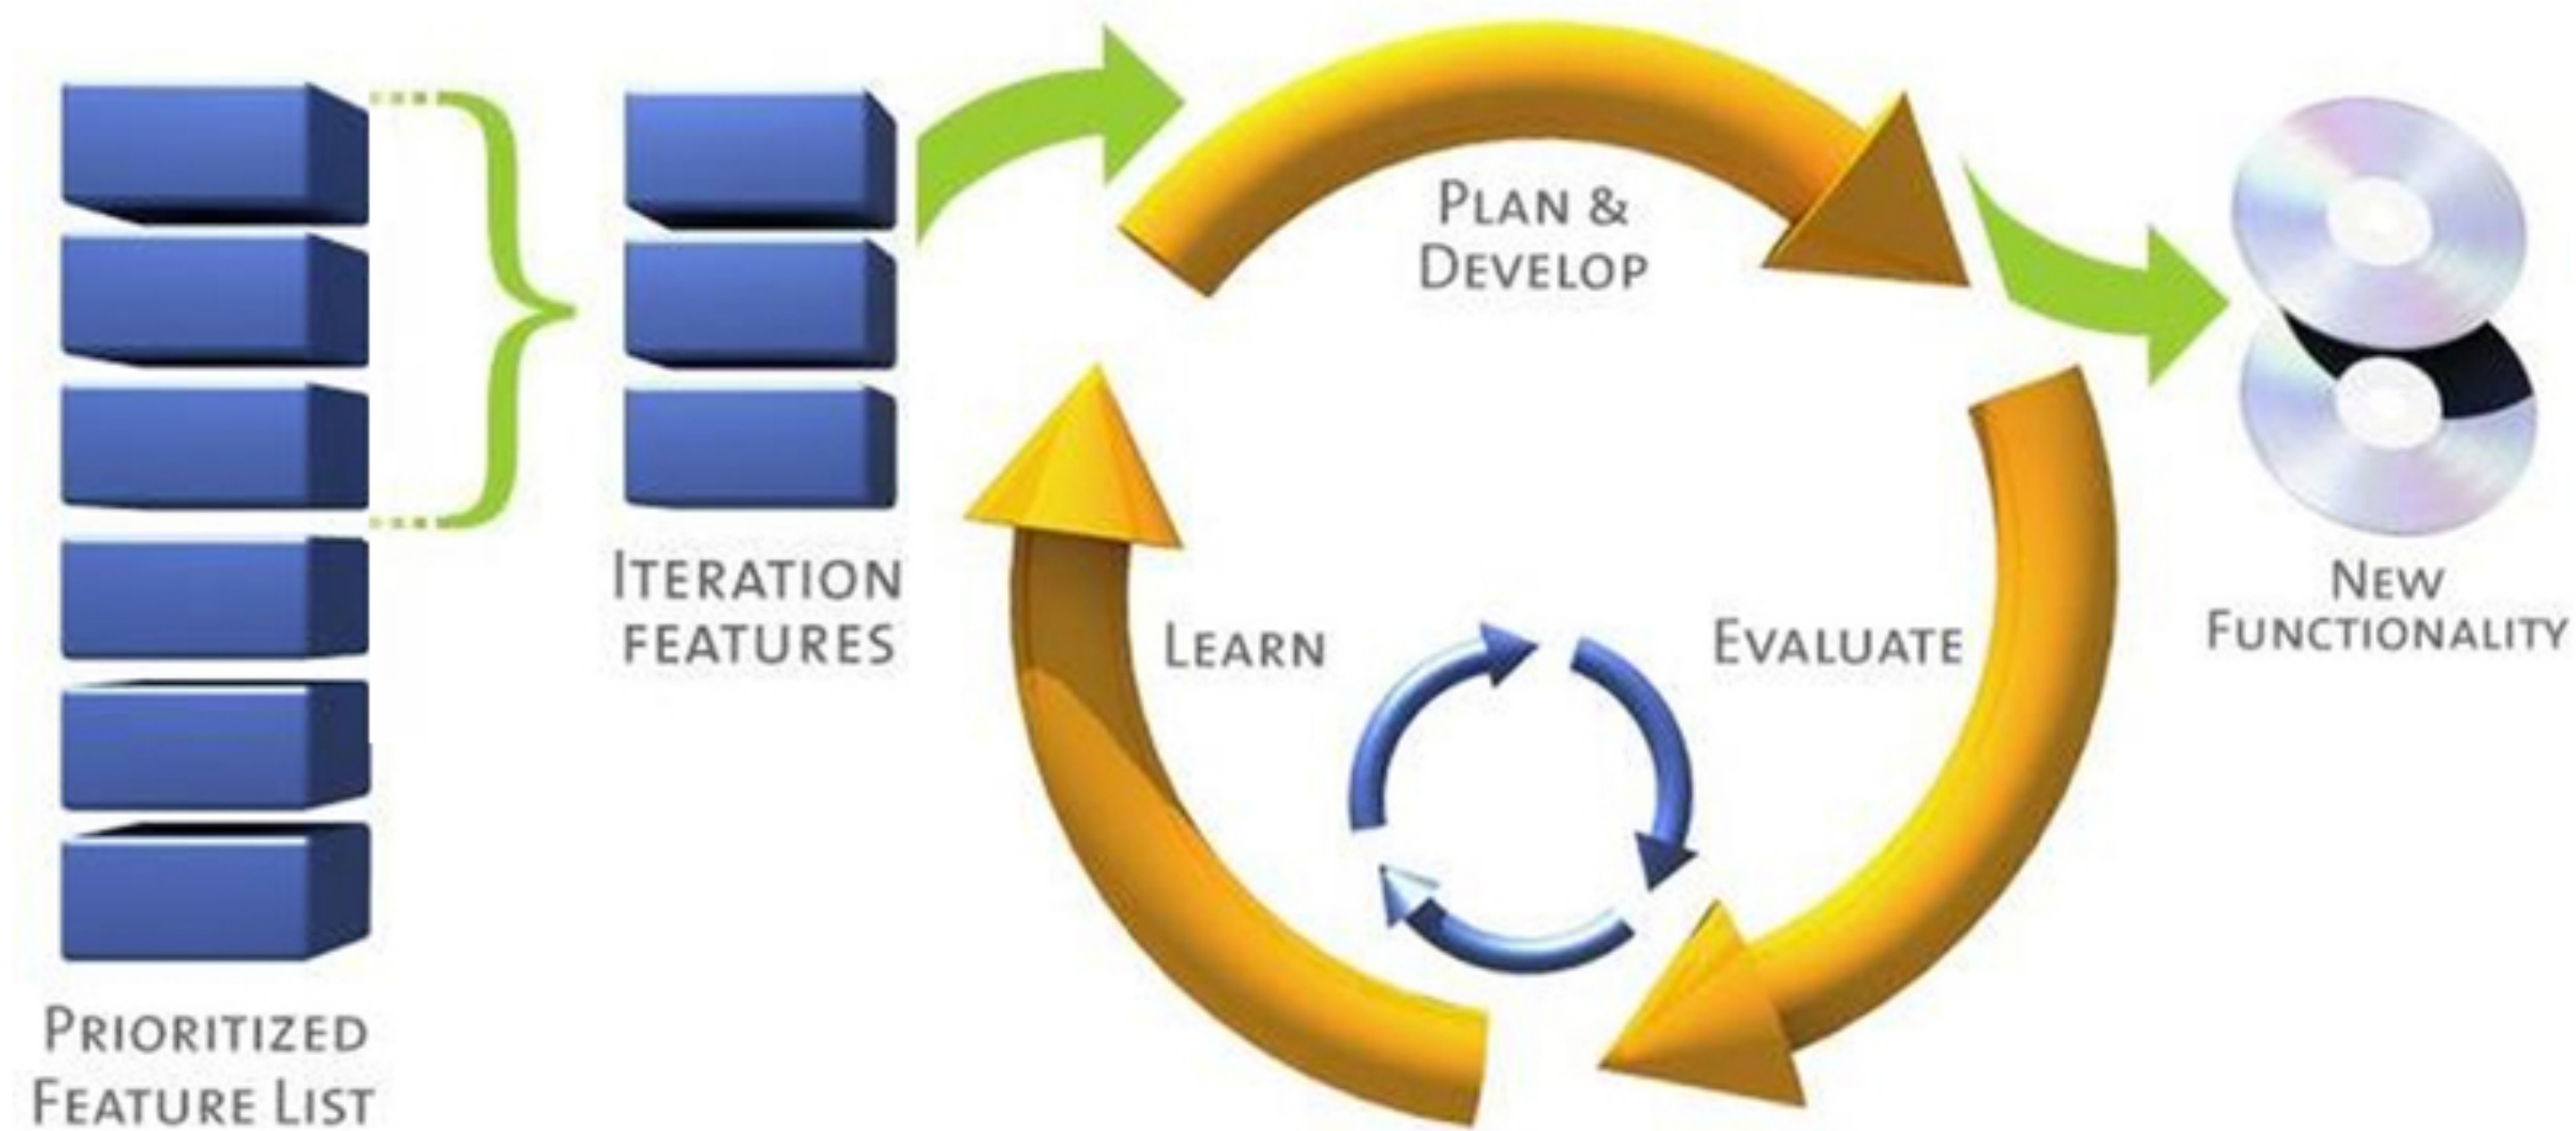 PRIORITIZED
FEATURE LIST
ITERATION
FEATURES
PLAN &
DEVELOP
LEARN
EVALUATE
NEW
FUNCTIONALITY